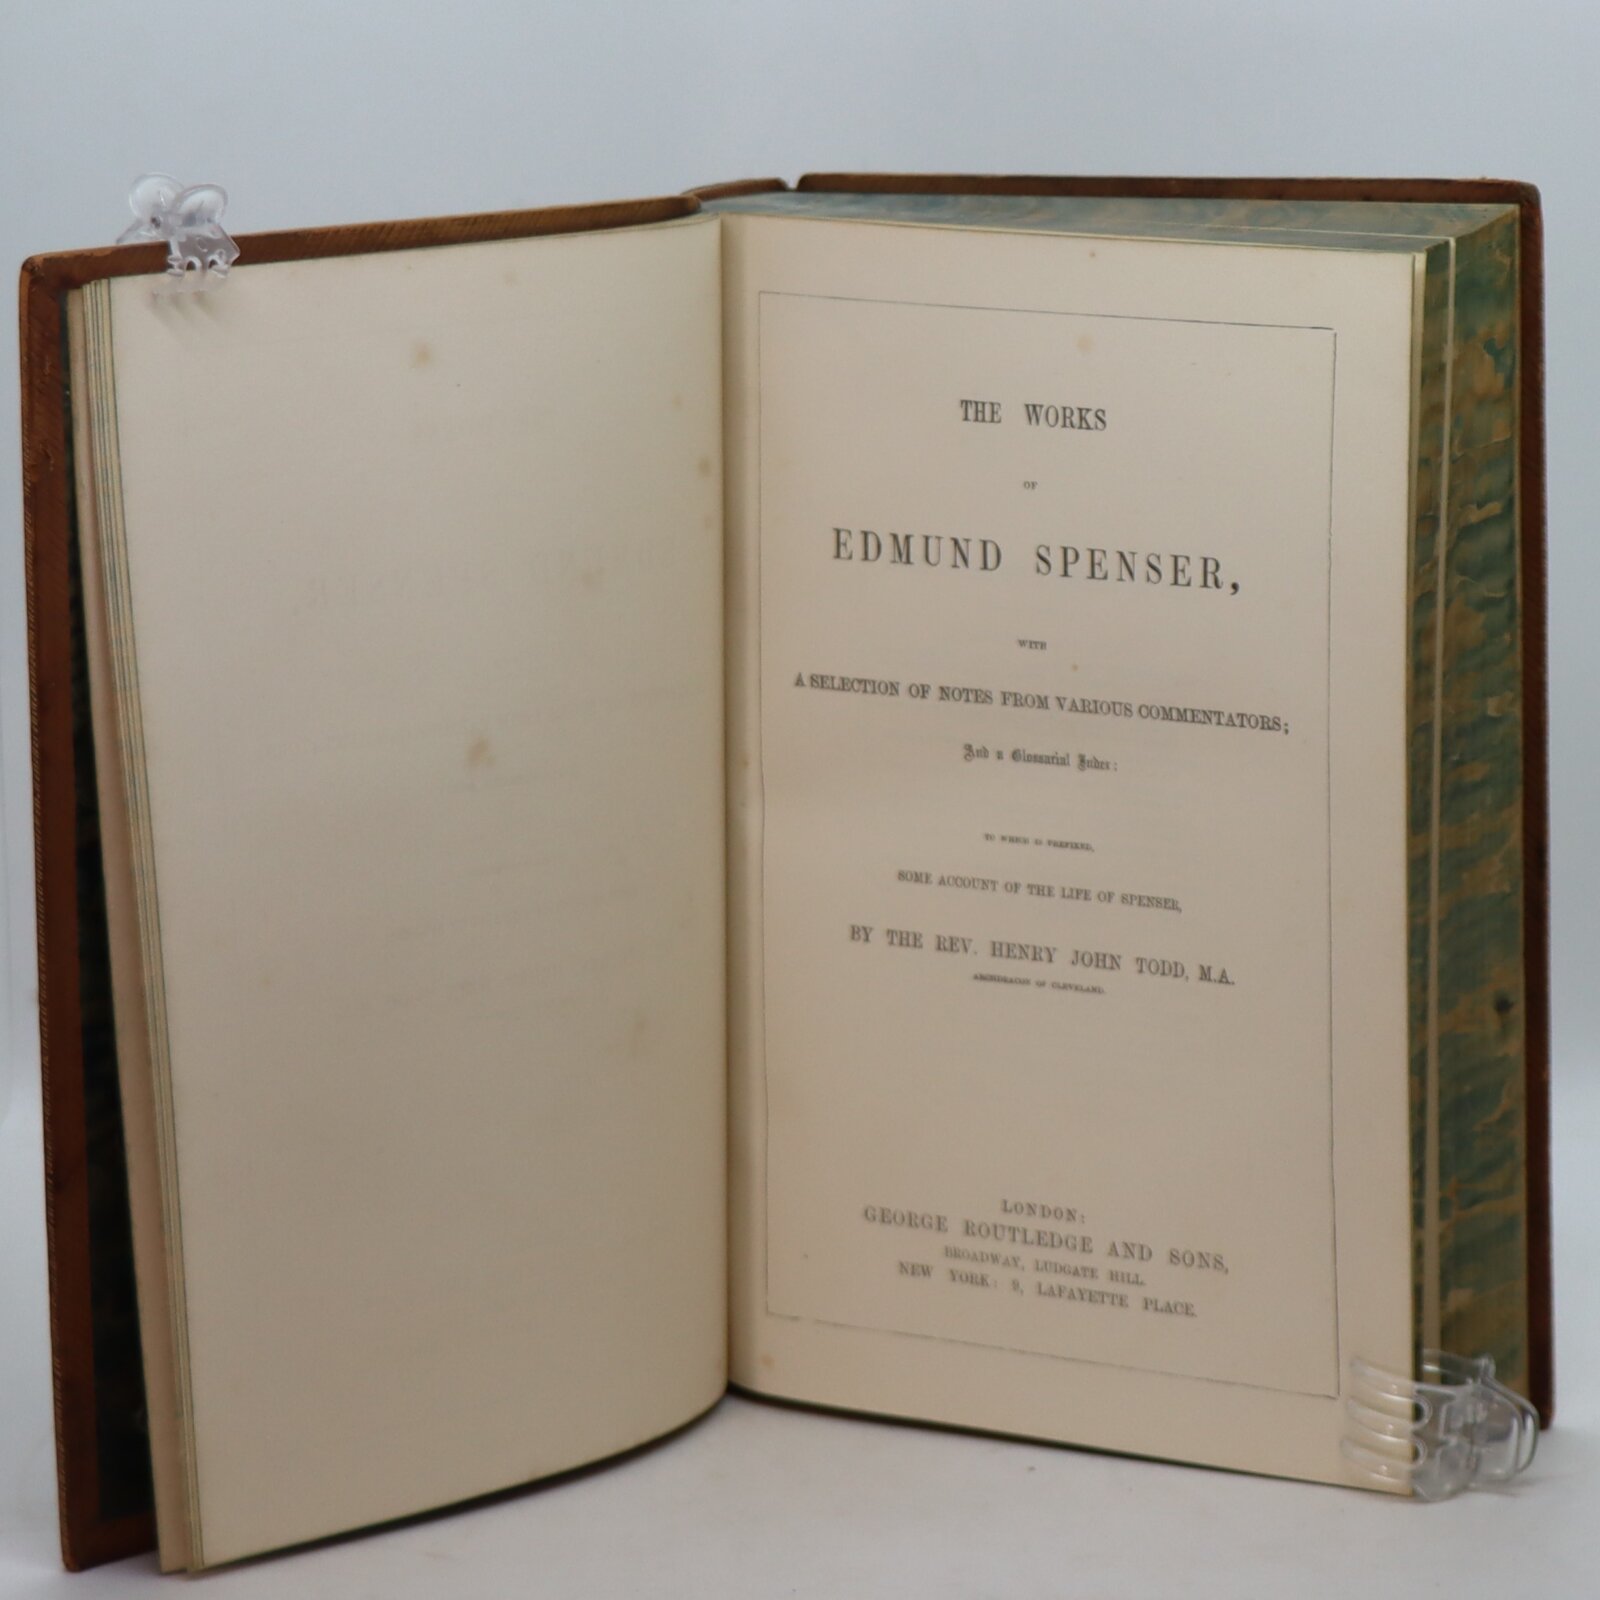 THE WORKS
OF
EDMUND SPENSER,
WITH
A SELECTION OF NOTES FROM VARIOUS COMMENTATORS;
And a Glossarial Index:
TO WHICH IS PREFIXED,
SOME ACCOUNT OF THE LIFE OF SPENSER,
BY THE REV. HENRY JOHN TODD, M.A.
ARCHDEACON OF CLEVELAND.
LONDON:
GEORGE ROUTLEDGE AND SONS,
BROADWAY, LUDGATE HILL.
NEW YORK: 9, LAFAYETTE PLACE.